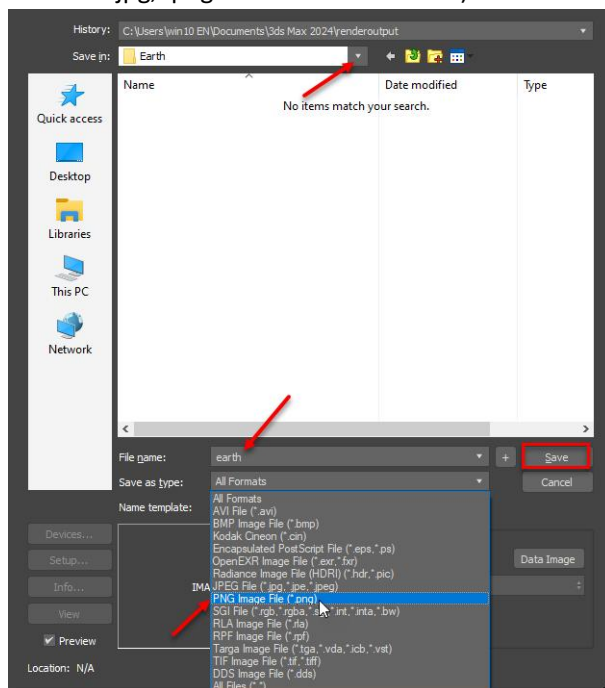 History: C:\Users\win10 EN\Documents\3ds Max 2024\renderoutput
Save in: Earth
Name Date modified Type
No items match your search.
Quick access
Desktop
Libraries
This PC
Network
File name: earth + Save
Save as type: All Formats Cancel
Name template:
All Formats
AVI File (*.avi)
BMP Image File (*.bmp)
Kodak Cineon (*.cin)
Encapsulated PostScript File (*.eps,*.ps)
OpenEXR Image File (*.exr,*.fxr)
Radiance Image File (HDRI) (*.hdr,*.pic)
JPEG File (*.jpg,*.jpe,*.jpeg)
PNG Image File (*.png)
SGI File (*.rgb,*.rgba,*.sgi,*.int,*.inta,*.bw)
RLA Image File (*.rla)
RPF Image File (*.rpf)
Targa Image File (*.tga,*.vda,*.icb,*.vst)
TIF Image File (*.tif,*.tiff)
DDS Image File (*.dds)
All Files (*.*)
Devices...
Setup... Data Image
Info... IMA
View
Preview
Location: N/A